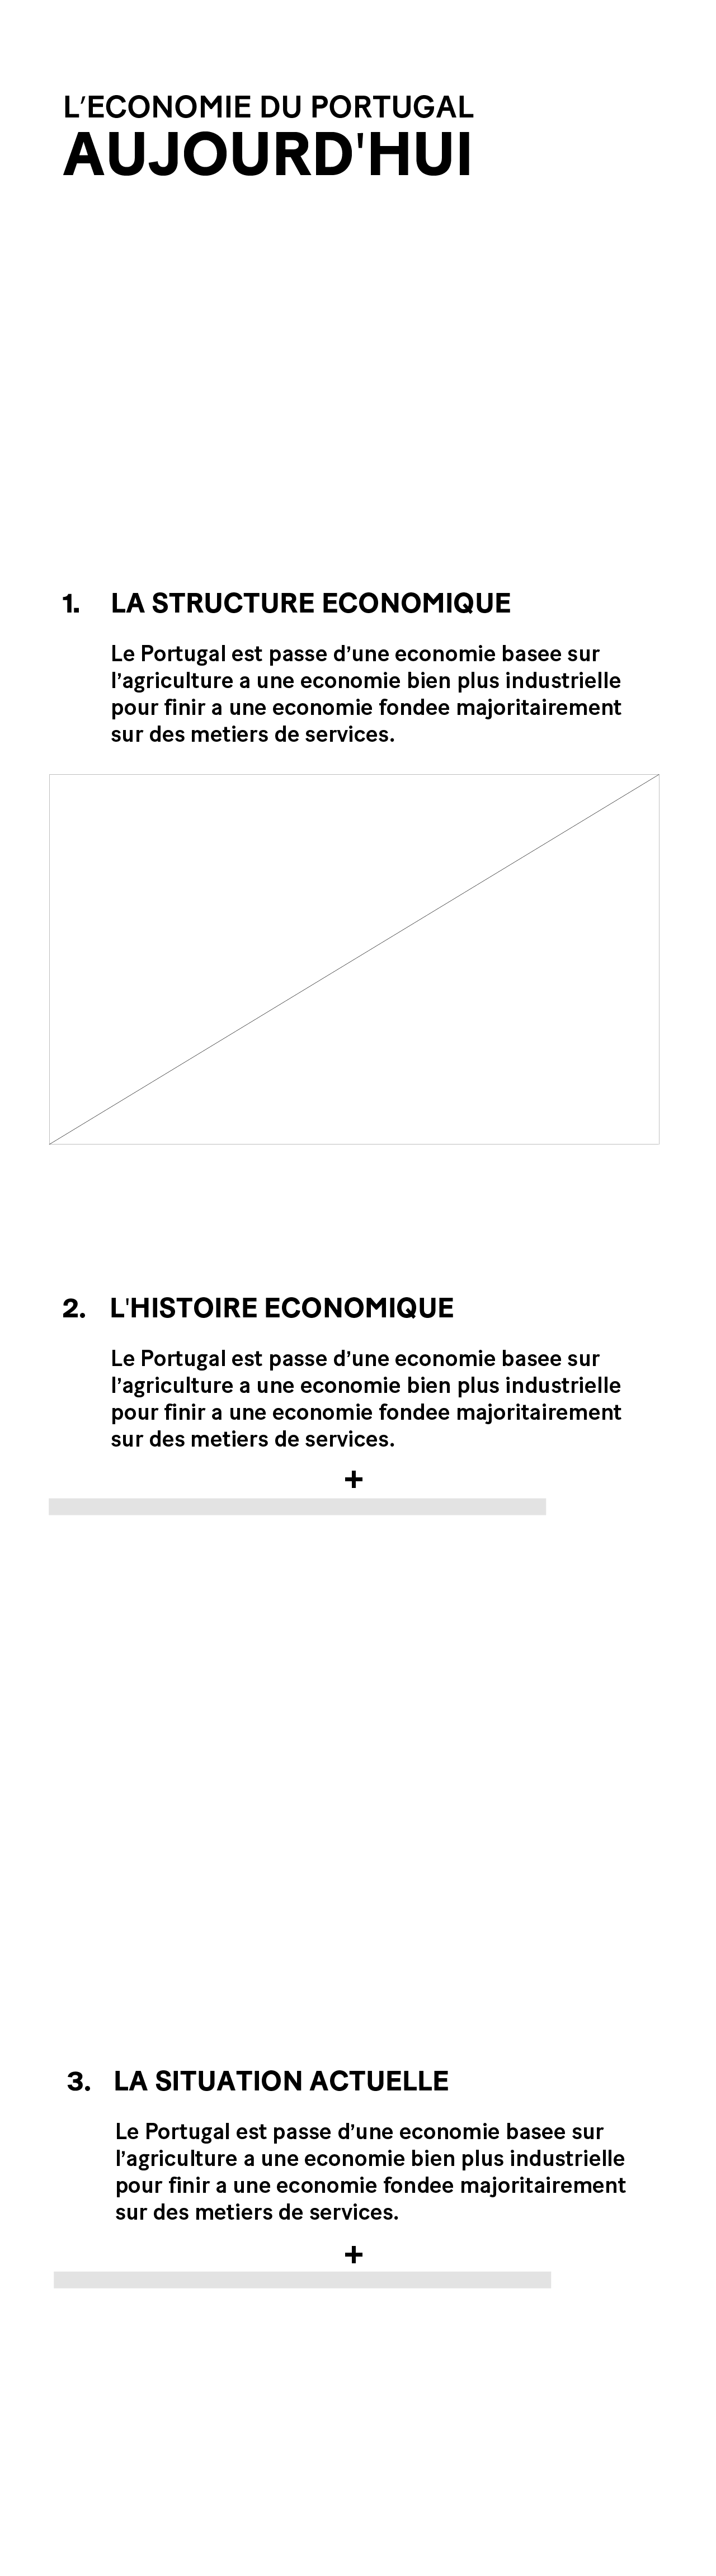 L’ECONOMIE DU PORTUGAL
AUJOURD'HUI
1. LA STRUCTURE ECONOMIQUE
Le Portugal est passe d’une economie basee sur
l’agriculture a une economie bien plus industrielle
pour finir a une economie fondee majoritairement
sur des metiers de services.
2. L'HISTOIRE ECONOMIQUE
Le Portugal est passe d’une economie basee sur
l’agriculture a une economie bien plus industrielle
pour finir a une economie fondee majoritairement
sur des metiers de services.
+
3. LA SITUATION ACTUELLE
Le Portugal est passe d’une economie basee sur
l’agriculture a une economie bien plus industrielle
pour finir a une economie fondee majoritairement
sur des metiers de services.
+